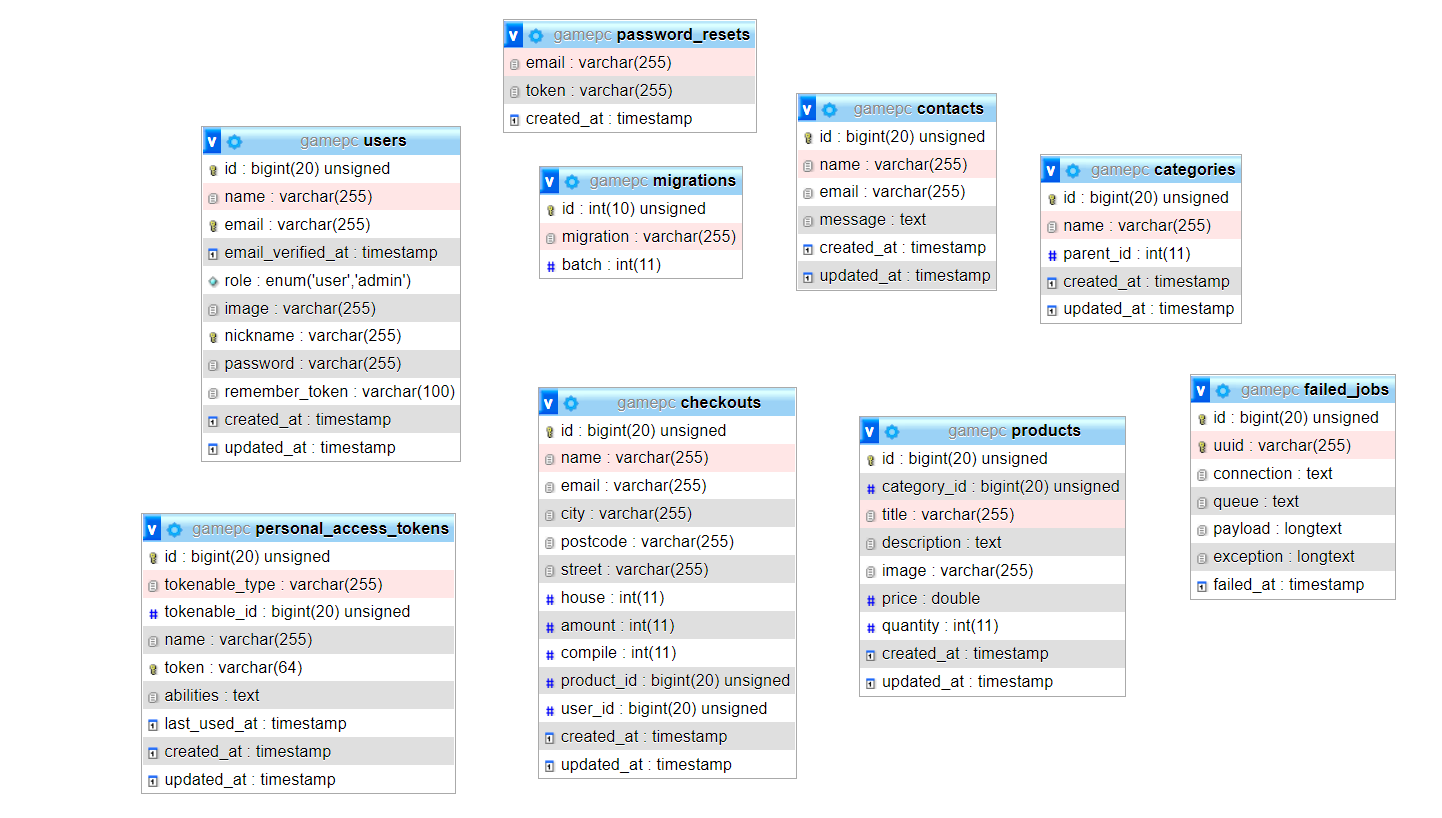 gamepc password_resets
email : varchar(255)
token : varchar(255)
created_at : timestamp
gamepc contacts
id : bigint(20) unsigned
name : varchar(255)
email : varchar(255)
message : text
created_at : timestamp
updated_at : timestamp
gamepc users
id : bigint(20) unsigned
name : varchar(255)
email : varchar(255)
email_verified_at : timestamp
role : enum('user','admin')
image : varchar(255)
nickname : varchar(255)
password : varchar(255)
remember_token : varchar(100)
created_at : timestamp
updated_at : timestamp
gamepc migrations
id : int(10) unsigned
migration : varchar(255)
batch : int(11)
gamepc categories
id : bigint(20) unsigned
name : varchar(255)
parent_id : int(11)
created_at : timestamp
updated_at : timestamp
gamepc checkouts
id : bigint(20) unsigned
name : varchar(255)
email : varchar(255)
city : varchar(255)
postcode : varchar(255)
street : varchar(255)
house : int(11)
amount : int(11)
compile : int(11)
product_id : bigint(20) unsigned
user_id : bigint(20) unsigned
created_at : timestamp
updated_at : timestamp
gamepc products
id : bigint(20) unsigned
category_id : bigint(20) unsigned
title : varchar(255)
description : text
image : varchar(255)
price : double
quantity : int(11)
created_at : timestamp
updated_at : timestamp
gamepc failed_jobs
id : bigint(20) unsigned
uuid : varchar(255)
connection : text
queue : text
payload : longtext
exception : longtext
failed_at : timestamp
gamepc personal_access_tokens
id : bigint(20) unsigned
tokenable_type : varchar(255)
tokenable_id : bigint(20) unsigned
name : varchar(255)
token : varchar(64)
abilities : text
last_used_at : timestamp
created_at : timestamp
updated_at : timestamp